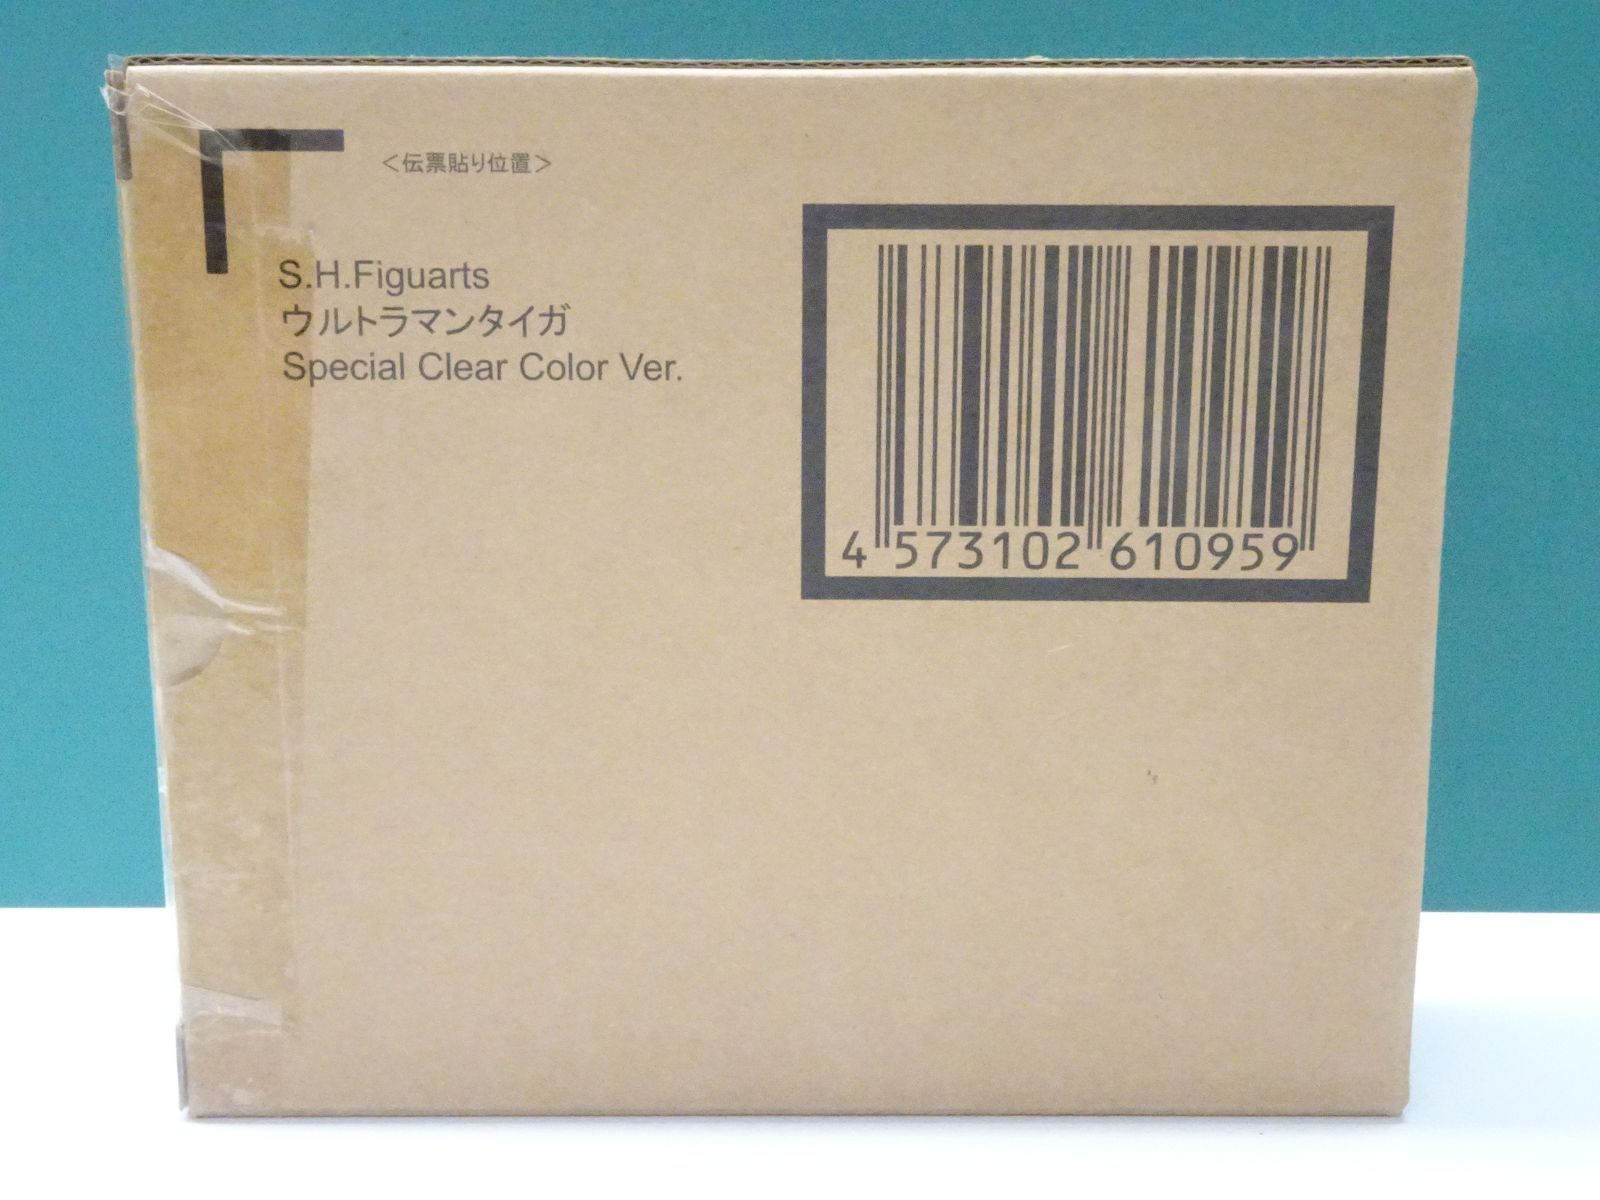 ＜伝票貼り位置＞
S.H.Figuarts
ウルトラマンタイガ
Special Clear Color Ver.
4 573102 610959